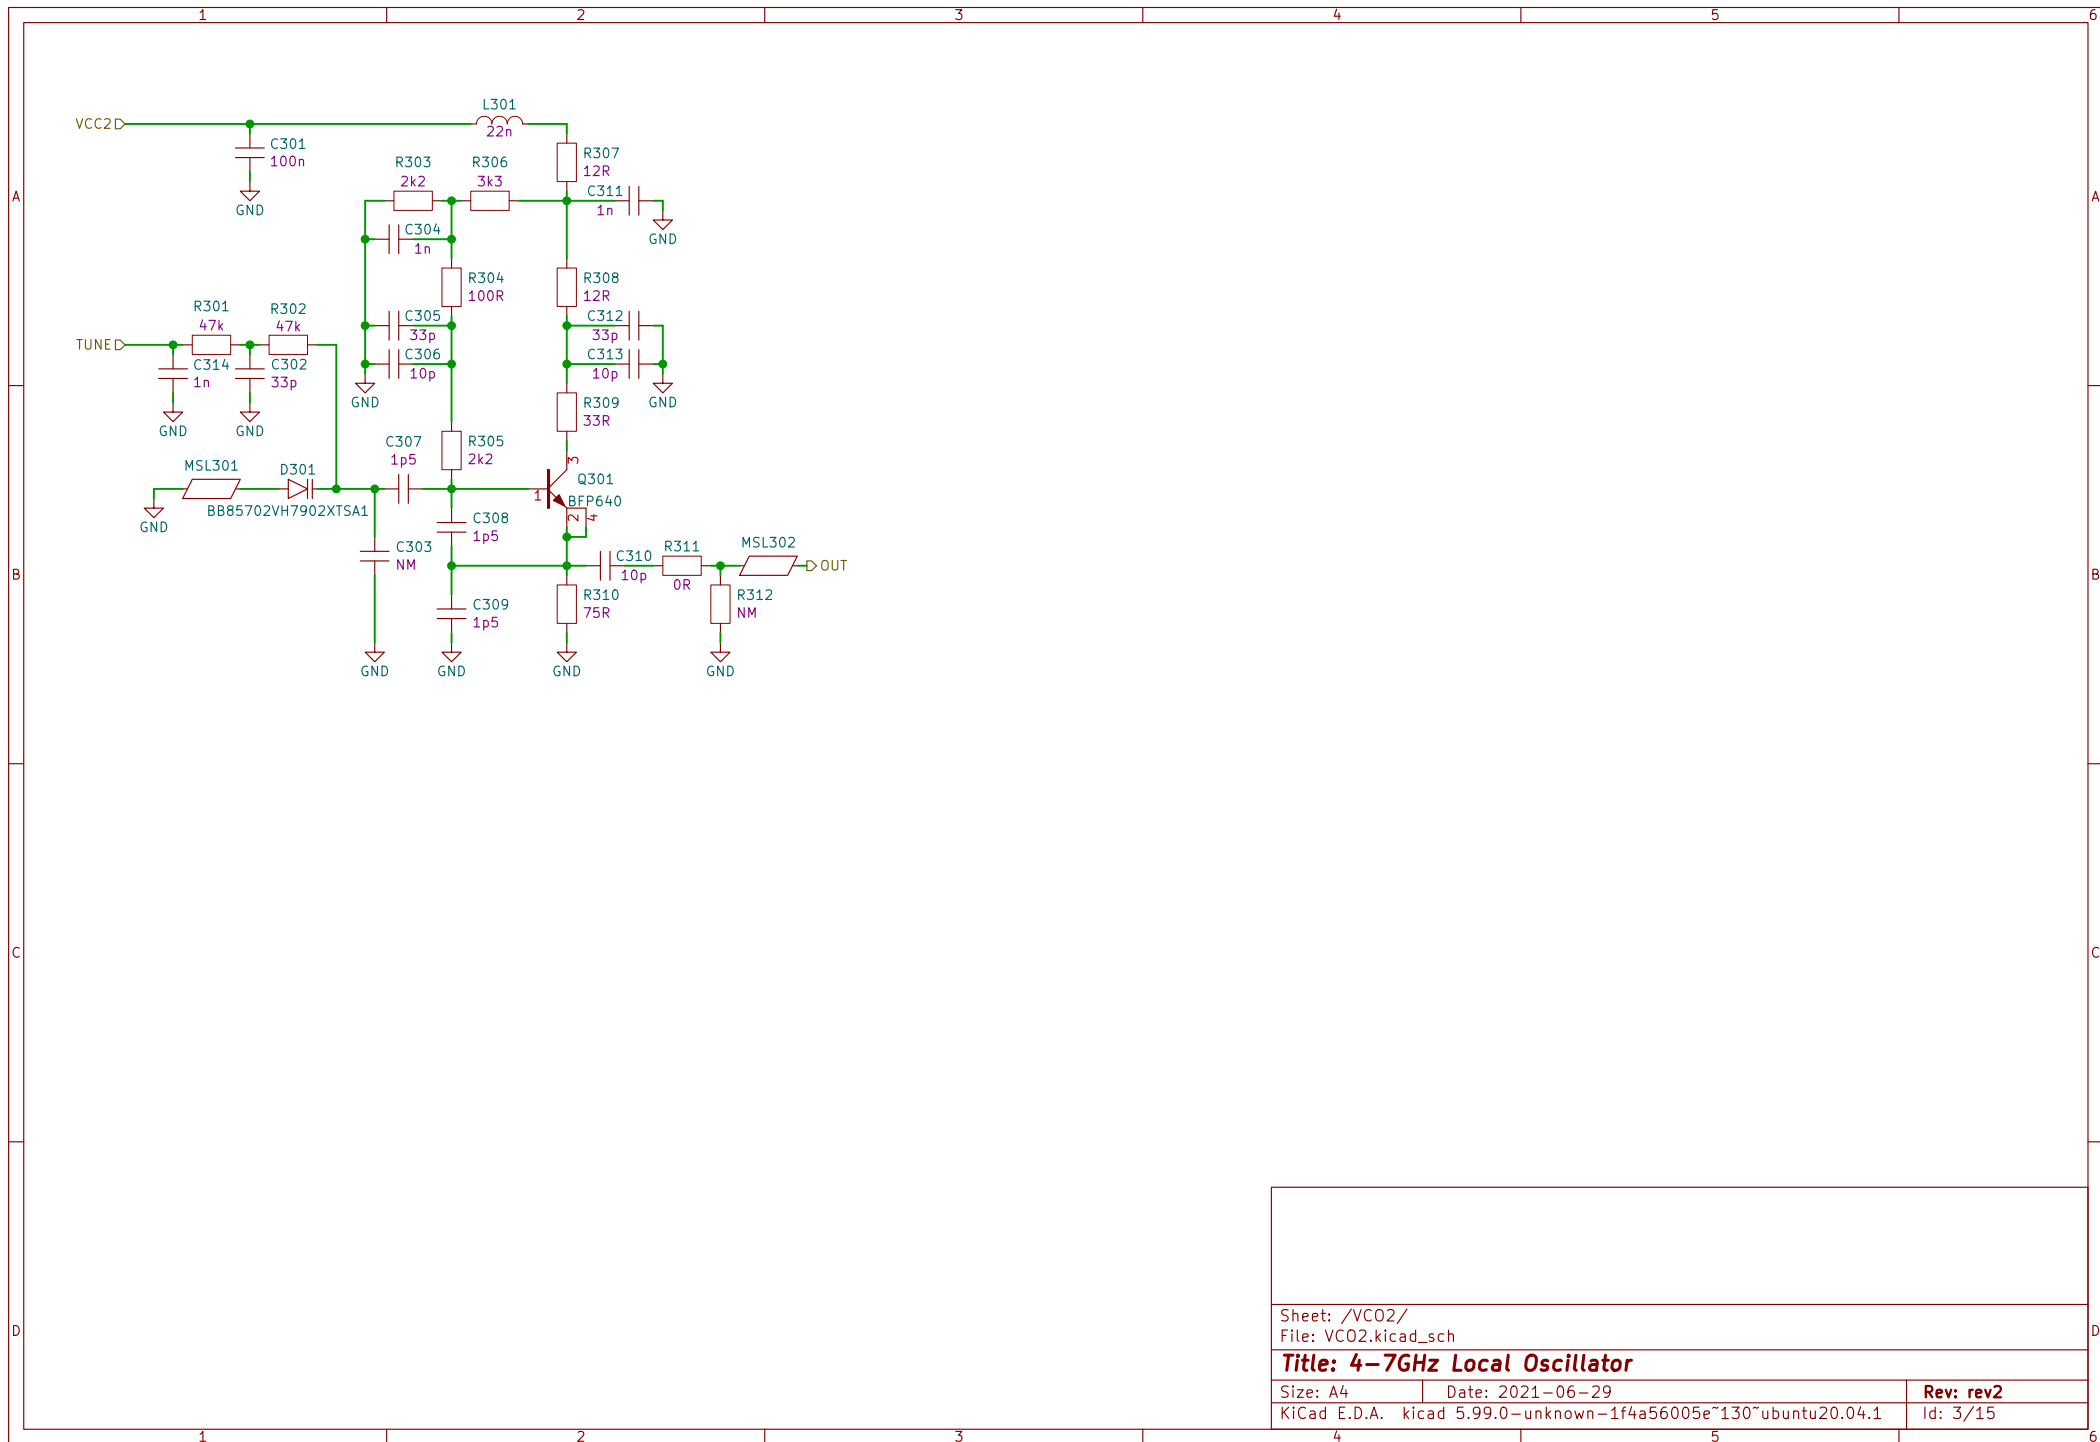 1 2 3 4 5 6
VCC2
L301
22n
C301
100n
GND
R307
12R
R303
2k2
R306
3k3
C311
1n
GND
A A
C304
1n
R304
100R
R308
12R
R301
47k
R302
47k
C305
33p
C312
33p
TUNE
C314
1n
C302
33p
C306
10p
C313
10p
GND
GND
GND
GND
R309
33R
C307
1p5
R305
2k2
MSL301
D301
BB85702VH7902XTSA1
GND
3
Q301
1
BFP640
2 4
C308
1p5
C303
NM
C310
10p
R311
0R
MSL302
OUT
B B
C309
1p5
R310
75R
R312
NM
GND
GND
GND
GND
C C
D D
Sheet: /VCO2/
File: VCO2.kicad_sch
Title: 4-7GHz Local Oscillator
Size: A4 Date: 2021-06-29 Rev: rev2
KiCad E.D.A. kicad 5.99.0-unknown-1f4a56005e~130~ubuntu20.04.1 Id: 3/15
1 2 3 4 5 6